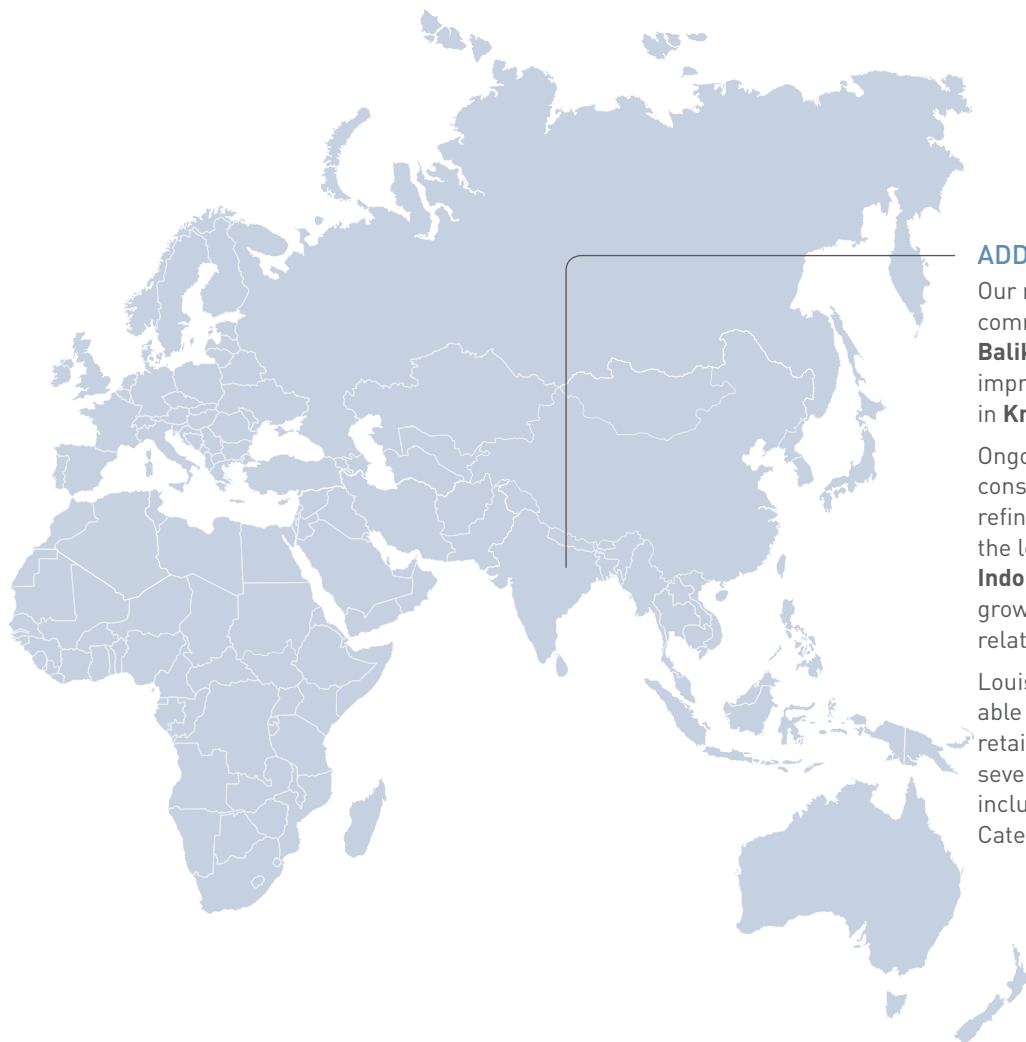 ADD
Our r
comm
Balik
impr
in Kr
Ongo
cons
refin
the l
Indo
grow
relat
Louis
able
retai
seve
inclu
Cate